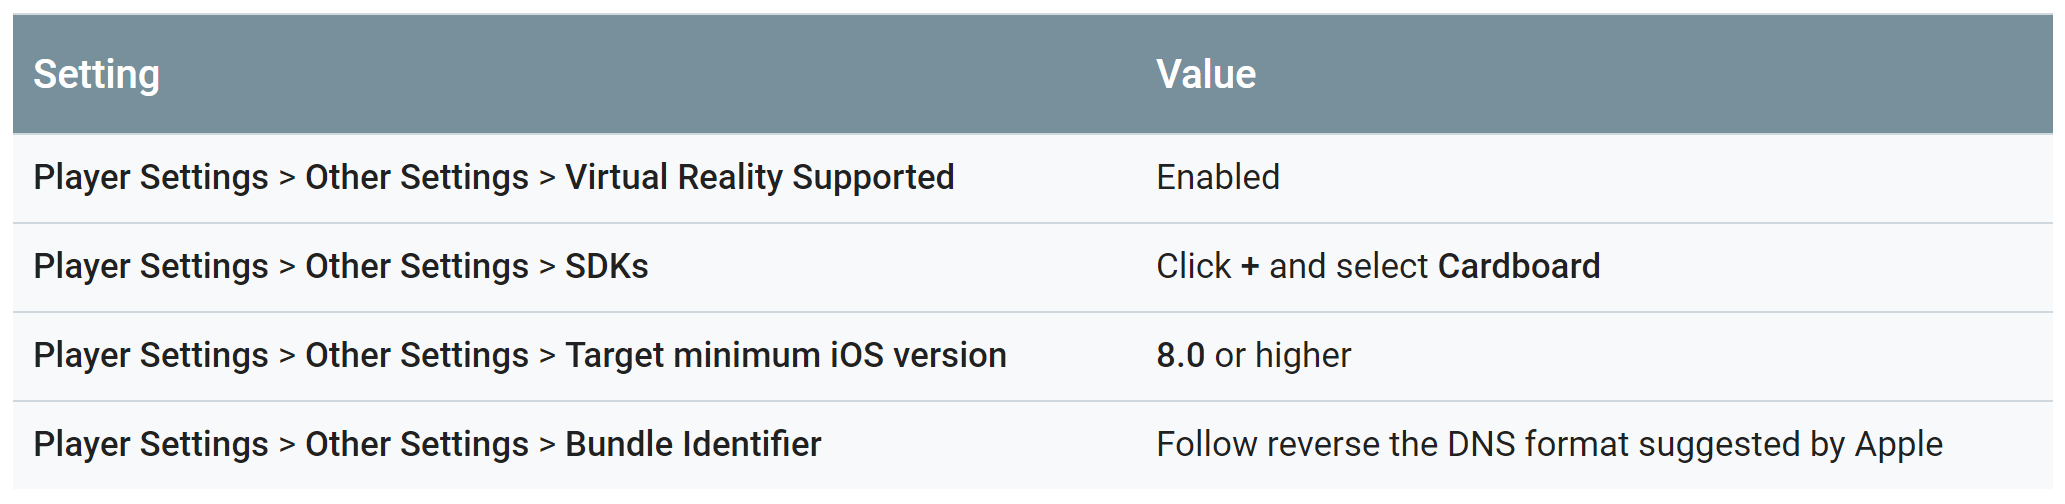 Setting Value
Player Settings > Other Settings > Virtual Reality Supported Enabled
Player Settings > Other Settings > SDKs Click + and select Cardboard
Player Settings > Other Settings > Target minimum iOS version 8.0 or higher
Player Settings > Other Settings > Bundle Identifier Follow reverse the DNS format suggested by Apple